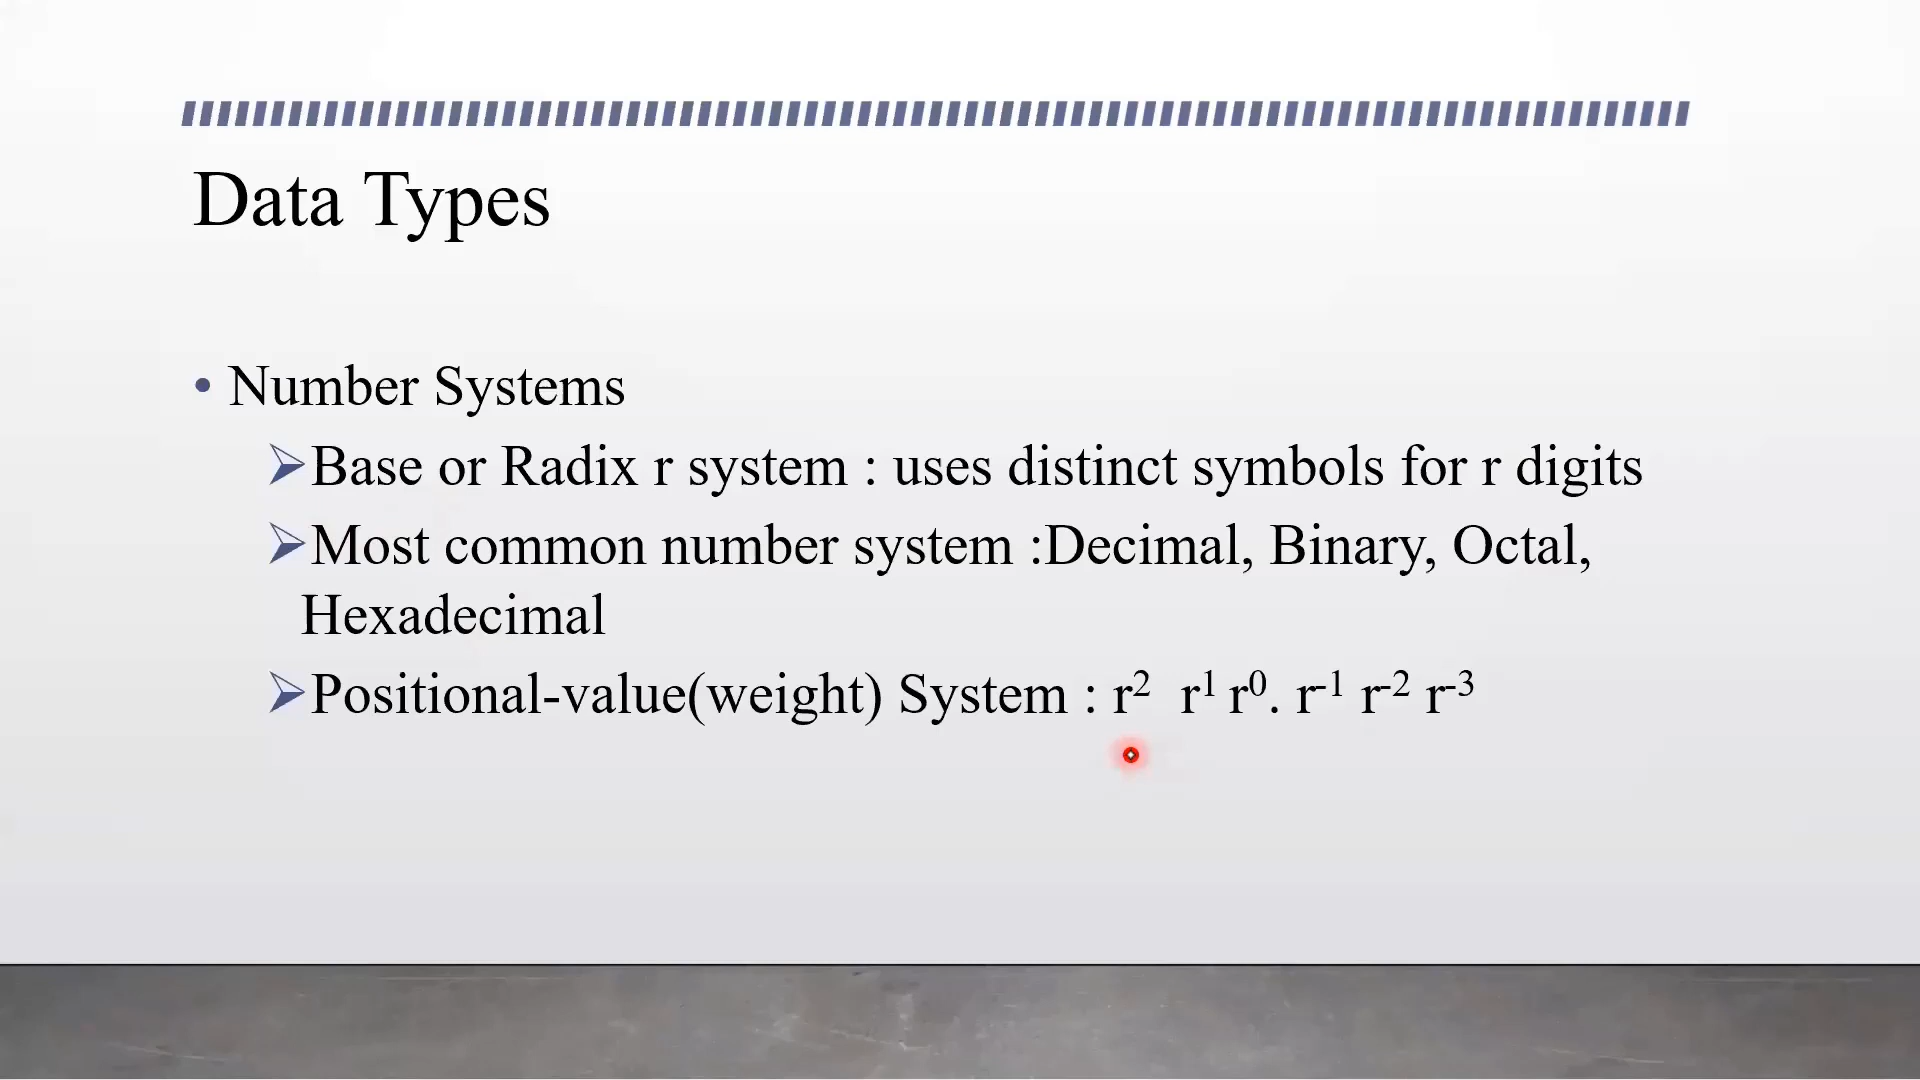 Data Types
• Number Systems
➢Base or Radix r system : uses distinct symbols for r digits
➢Most common number system :Decimal, Binary, Octal,
Hexadecimal
➢Positional-value(weight) System : r² r¹ r⁰. r⁻¹ r⁻² r⁻³